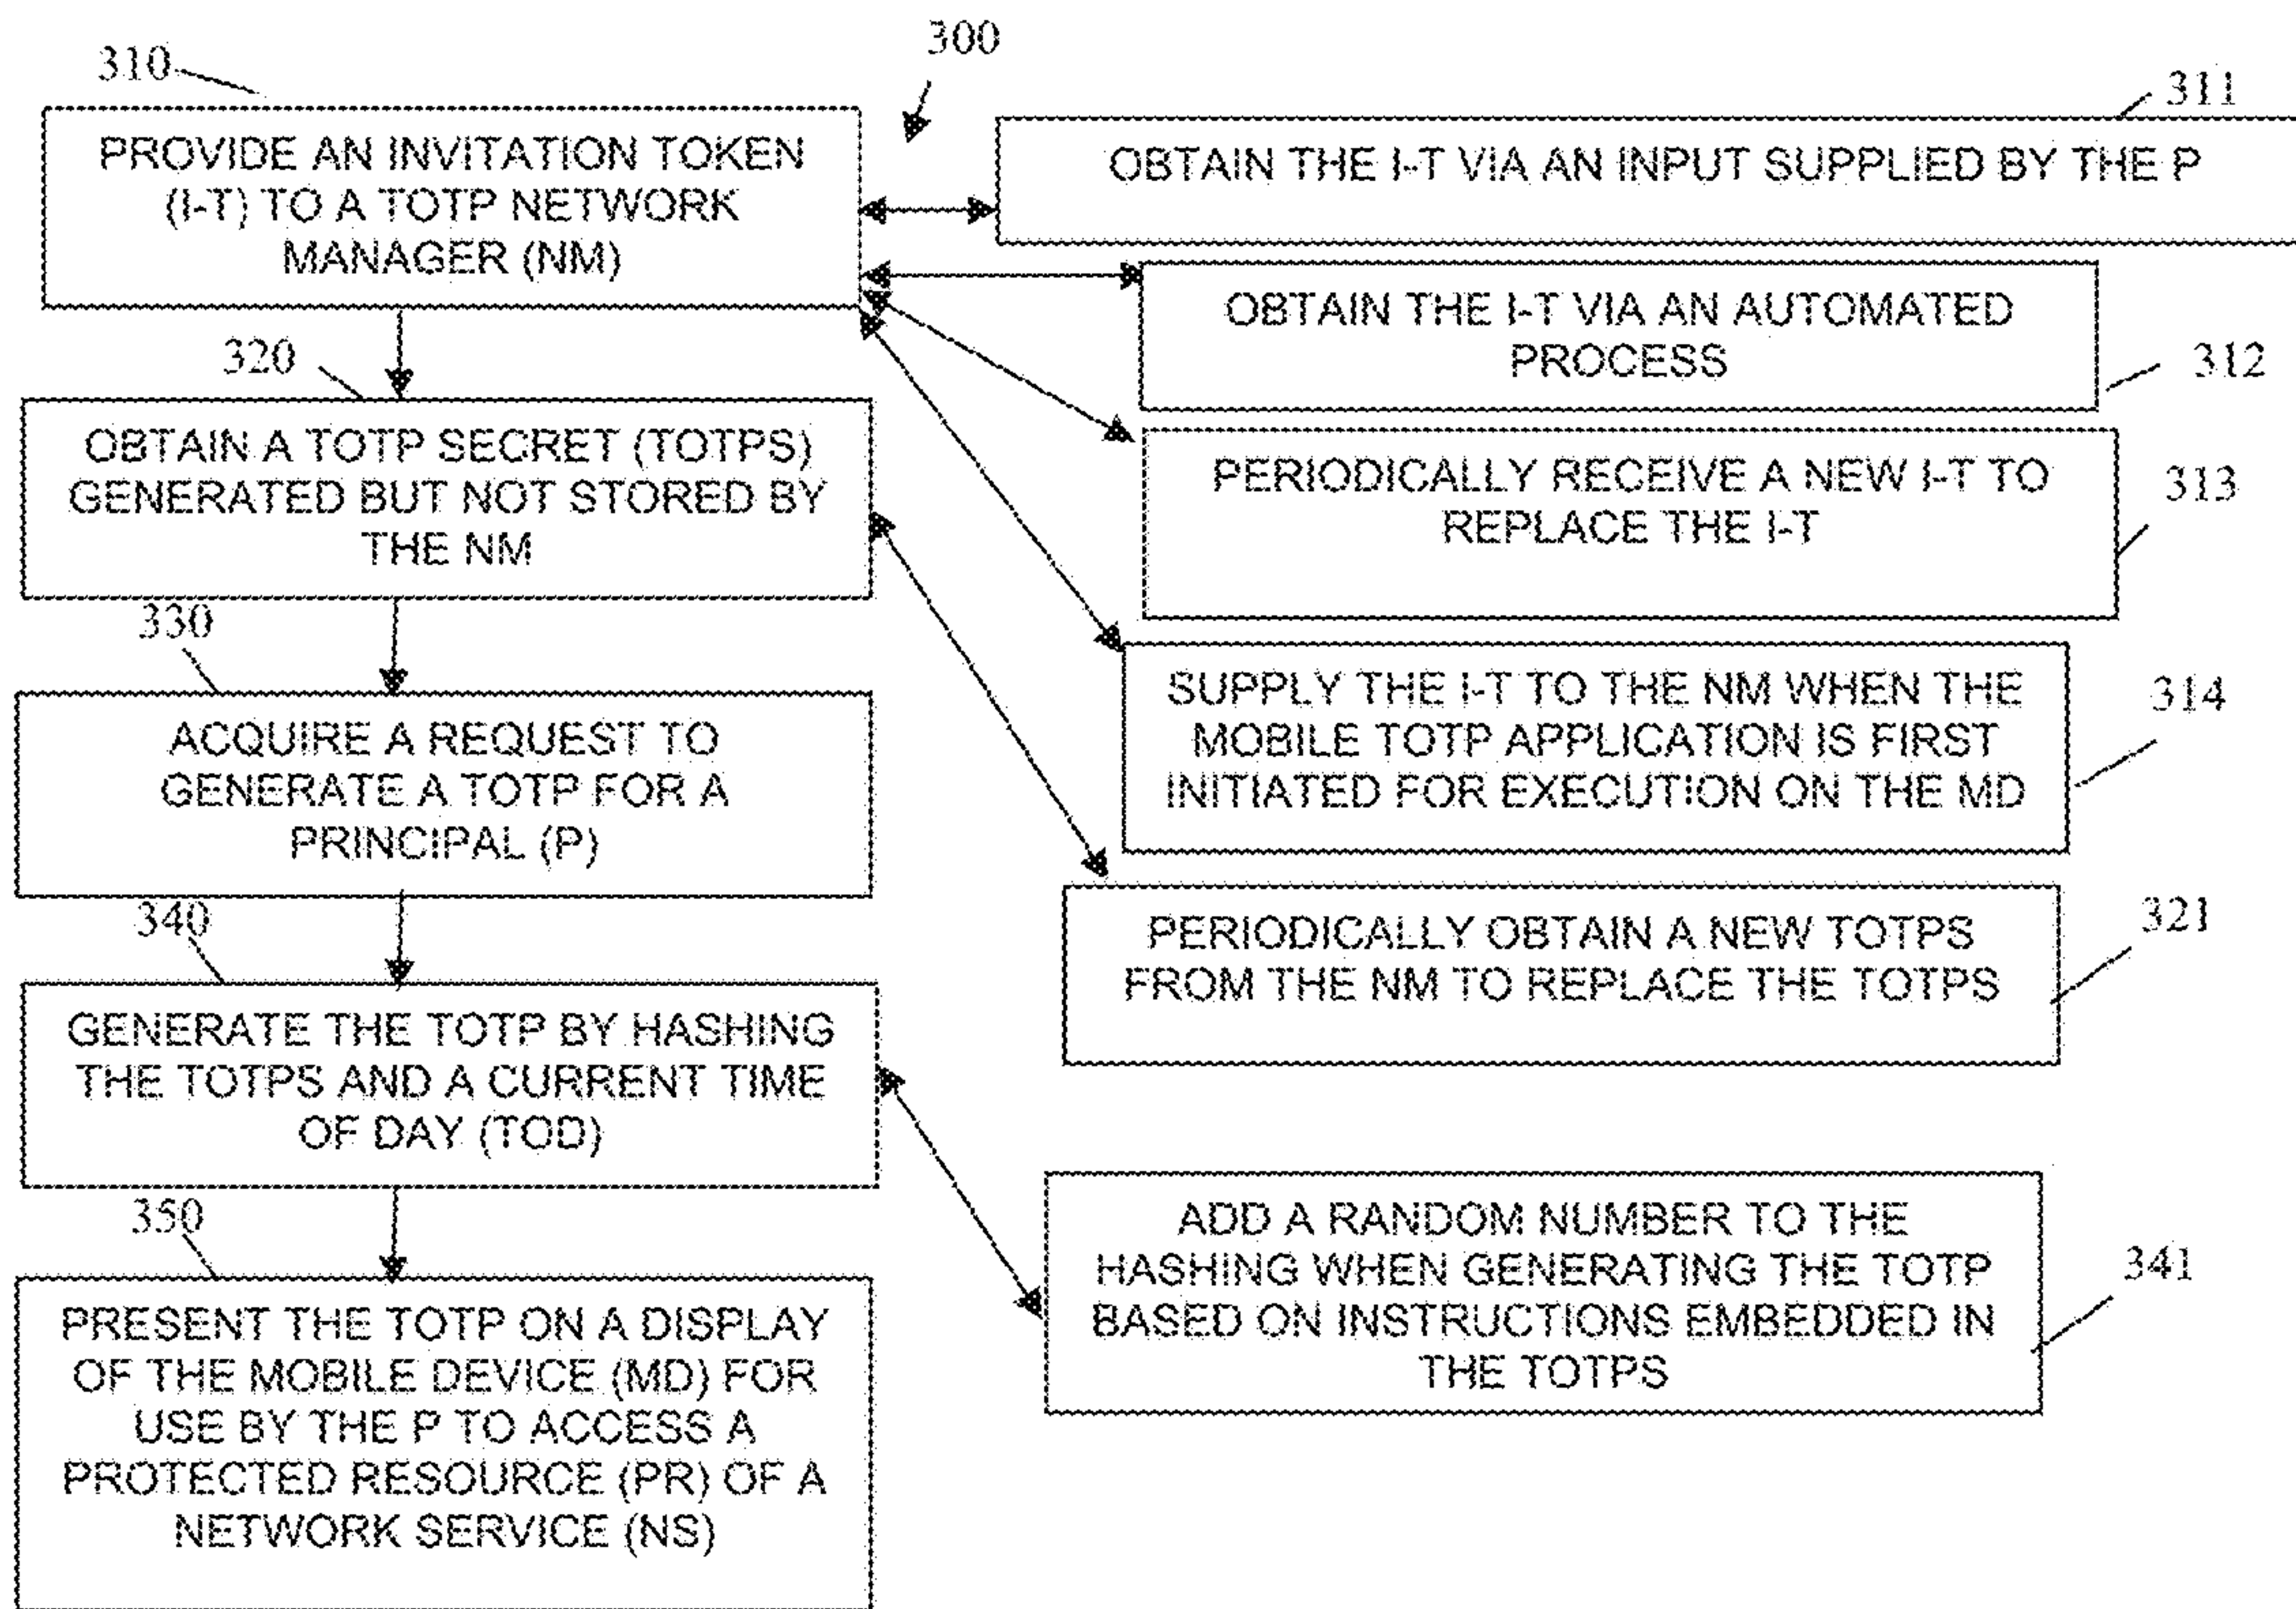 300
310
PROVIDE AN INVITATION TOKEN
(I-T) TO A TOTP NETWORK
MANAGER (NM)
311
OBTAIN THE I-T VIA AN INPUT SUPPLIED BY THE P
OBTAIN THE I-T VIA AN AUTOMATED
PROCESS
312
320
OBTAIN A TOTP SECRET (TOTPS)
GENERATED BUT NOT STORED BY
THE NM
PERIODICALLY RECEIVE A NEW I-T TO
REPLACE THE I-T
313
330
ACQUIRE A REQUEST TO
GENERATE A TOTP FOR A
PRINCIPAL (P)
SUPPLY THE I-T TO THE NM WHEN THE
MOBILE TOTP APPLICATION IS FIRST
INITIATED FOR EXECUTION ON THE MD
314
340
GENERATE THE TOTP BY HASHING
THE TOTPS AND A CURRENT TIME
OF DAY (TOD)
PERIODICALLY OBTAIN A NEW TOTPS
FROM THE NM TO REPLACE THE TOTPS
321
350
PRESENT THE TOTP ON A DISPLAY
OF THE MOBILE DEVICE (MD) FOR
USE BY THE P TO ACCESS A
PROTECTED RESOURCE (PR) OF A
NETWORK SERVICE (NS)
ADD A RANDOM NUMBER TO THE
HASHING WHEN GENERATING THE TOTP
BASED ON INSTRUCTIONS EMBEDDED IN
THE TOTPS
341